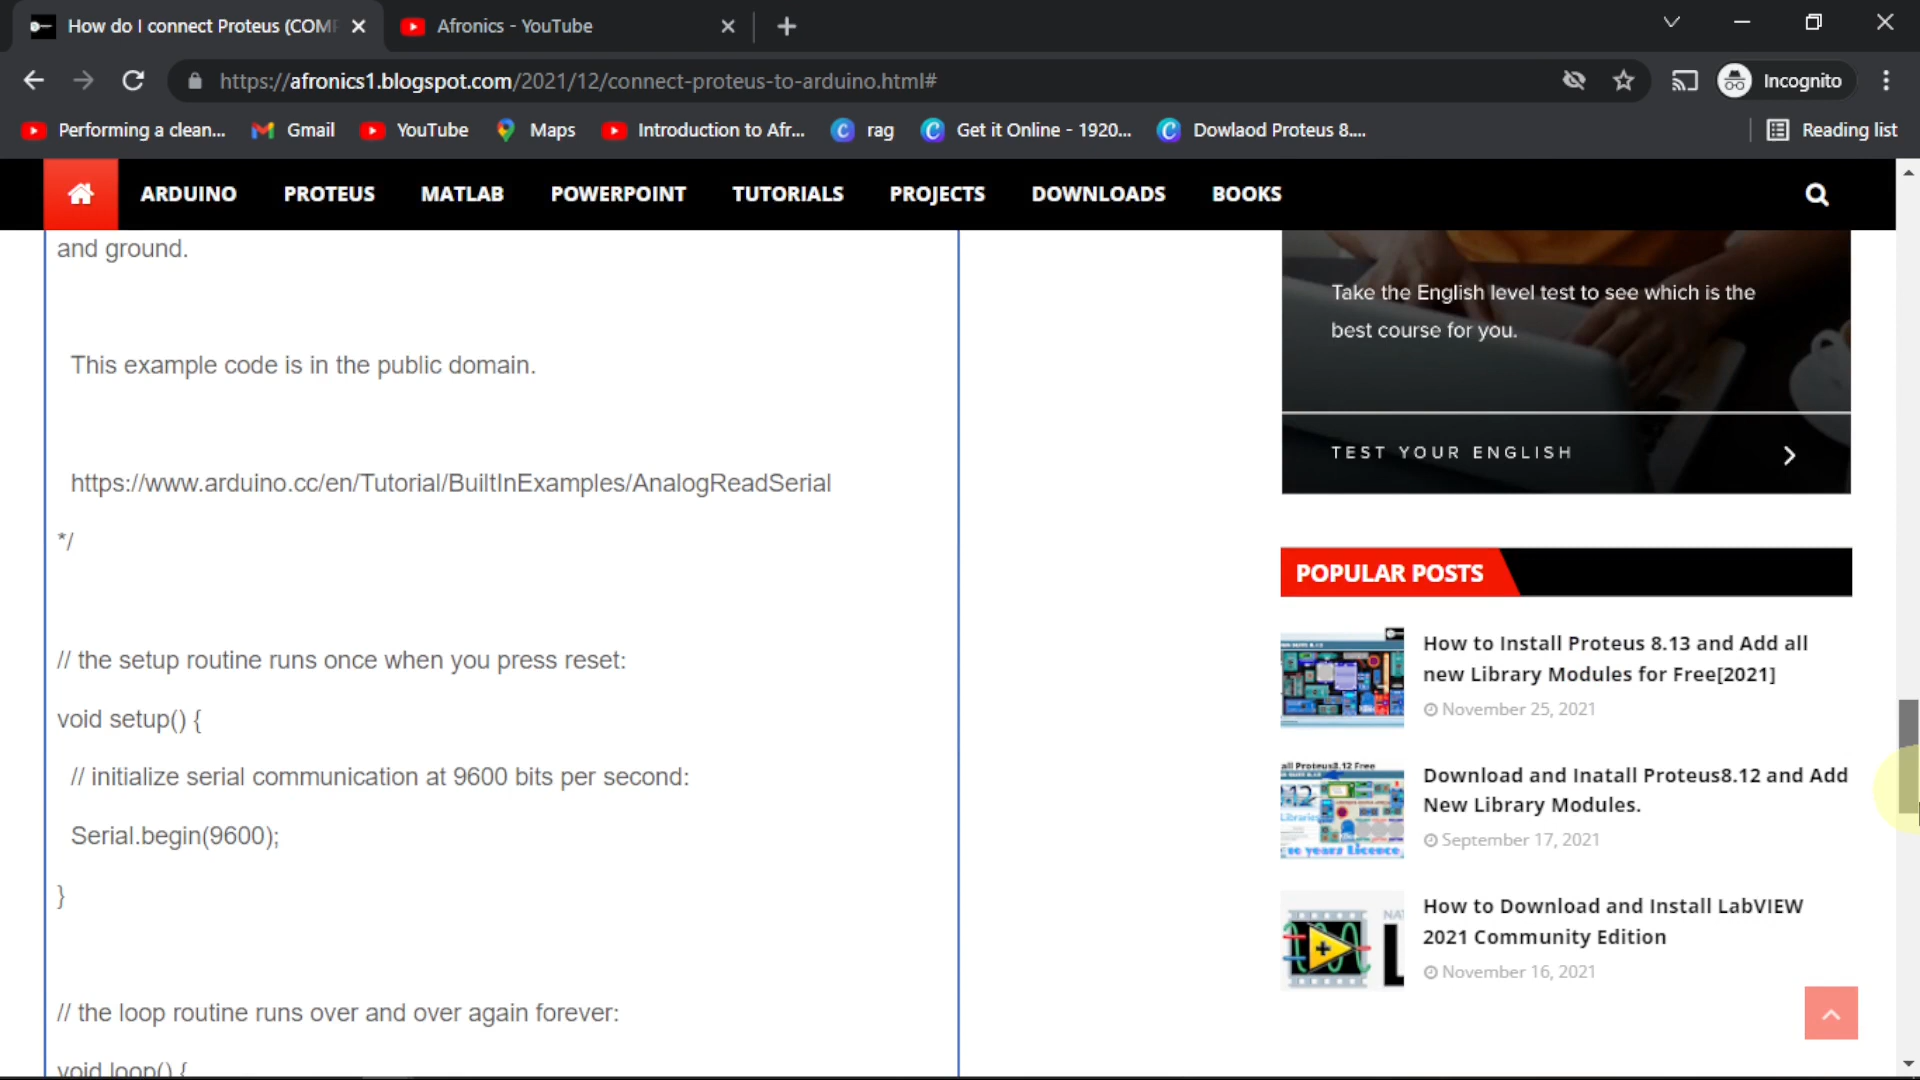 How do I connect Proteus (COM
Afronics - YouTube
https://afronics1.blogspot.com/2021/12/connect-proteus-to-arduino.html#
Incognito
Performing a clean...
Gmail
YouTube
Maps
Introduction to Afr...
rag
Get it Online - 1920...
Dowlaod Proteus 8....
Reading list
ARDUINO
PROTEUS
MATLAB
POWERPOINT
TUTORIALS
PROJECTS
DOWNLOADS
BOOKS
and ground.
This example code is in the public domain.
https://www.arduino.cc/en/Tutorial/BuiltInExamples/AnalogReadSerial
*/
// the setup routine runs once when you press reset:
void setup() {
// initialize serial communication at 9600 bits per second:
Serial.begin(9600);
}
// the loop routine runs over and over again forever:
void loop() {
Take the English level test to see which is the
best course for you.
TEST YOUR ENGLISH
POPULAR POSTS
How to Install Proteus 8.13 and Add all
new Library Modules for Free[2021]
November 25, 2021
all Proteus8.12 Free
Download and Inatall Proteus8.12 and Add
New Library Modules.
September 17, 2021
How to Download and Install LabVIEW
2021 Community Edition
November 16, 2021